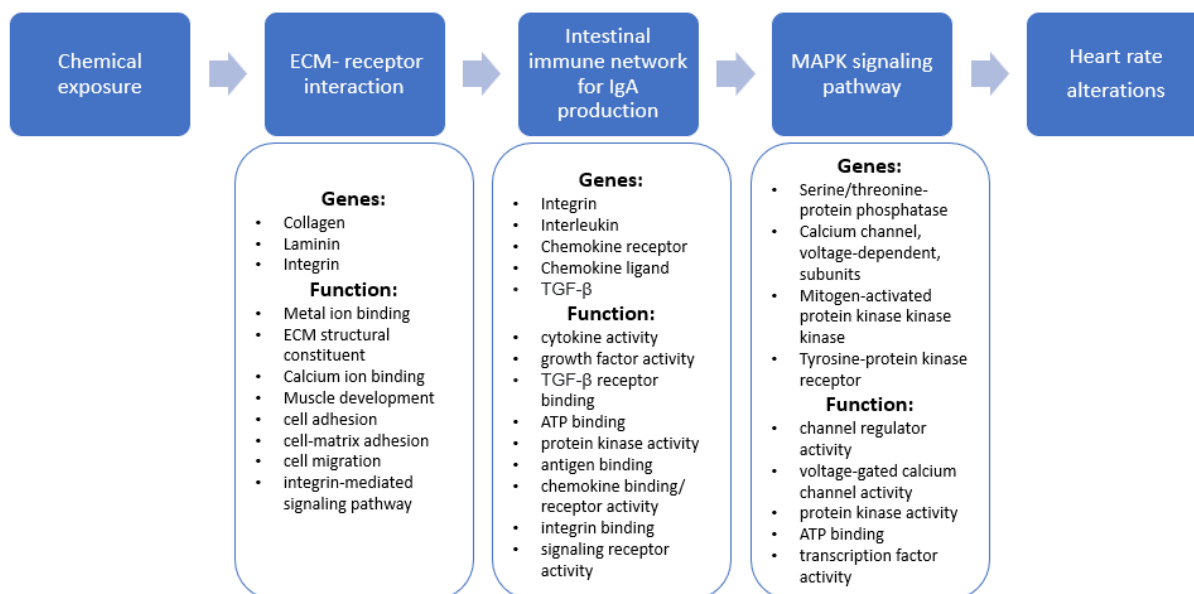 Chemical
exposure
ECM- receptor
interaction
Intestinal
immune network
for IgA
production
MAPK signaling
pathway
Heart rate
alterations
Genes:
• Collagen
• Laminin
• Integrin
Function:
• Metal ion binding
• ECM structural
constituent
• Calcium ion binding
• Muscle development
• cell adhesion
• cell-matrix adhesion
• cell migration
• integrin-mediated
signaling pathway
Genes:
• Integrin
• Interleukin
• Chemokine receptor
• Chemokine ligand
• TGF-β
Function:
• cytokine activity
• growth factor activity
• TGF-β receptor
binding
• ATP binding
• protein kinase activity
• antigen binding
• chemokine binding/
receptor activity
• integrin binding
• signaling receptor
activity
Genes:
• Serine/threonine-
protein phosphatase
• Calcium channel,
voltage-dependent,
subunits
• Mitogen-activated
protein kinase kinase
kinase
• Tyrosine-protein kinase
receptor
Function:
• channel regulator
activity
• voltage-gated calcium
channel activity
• protein kinase activity
• ATP binding
• transcription factor
activity